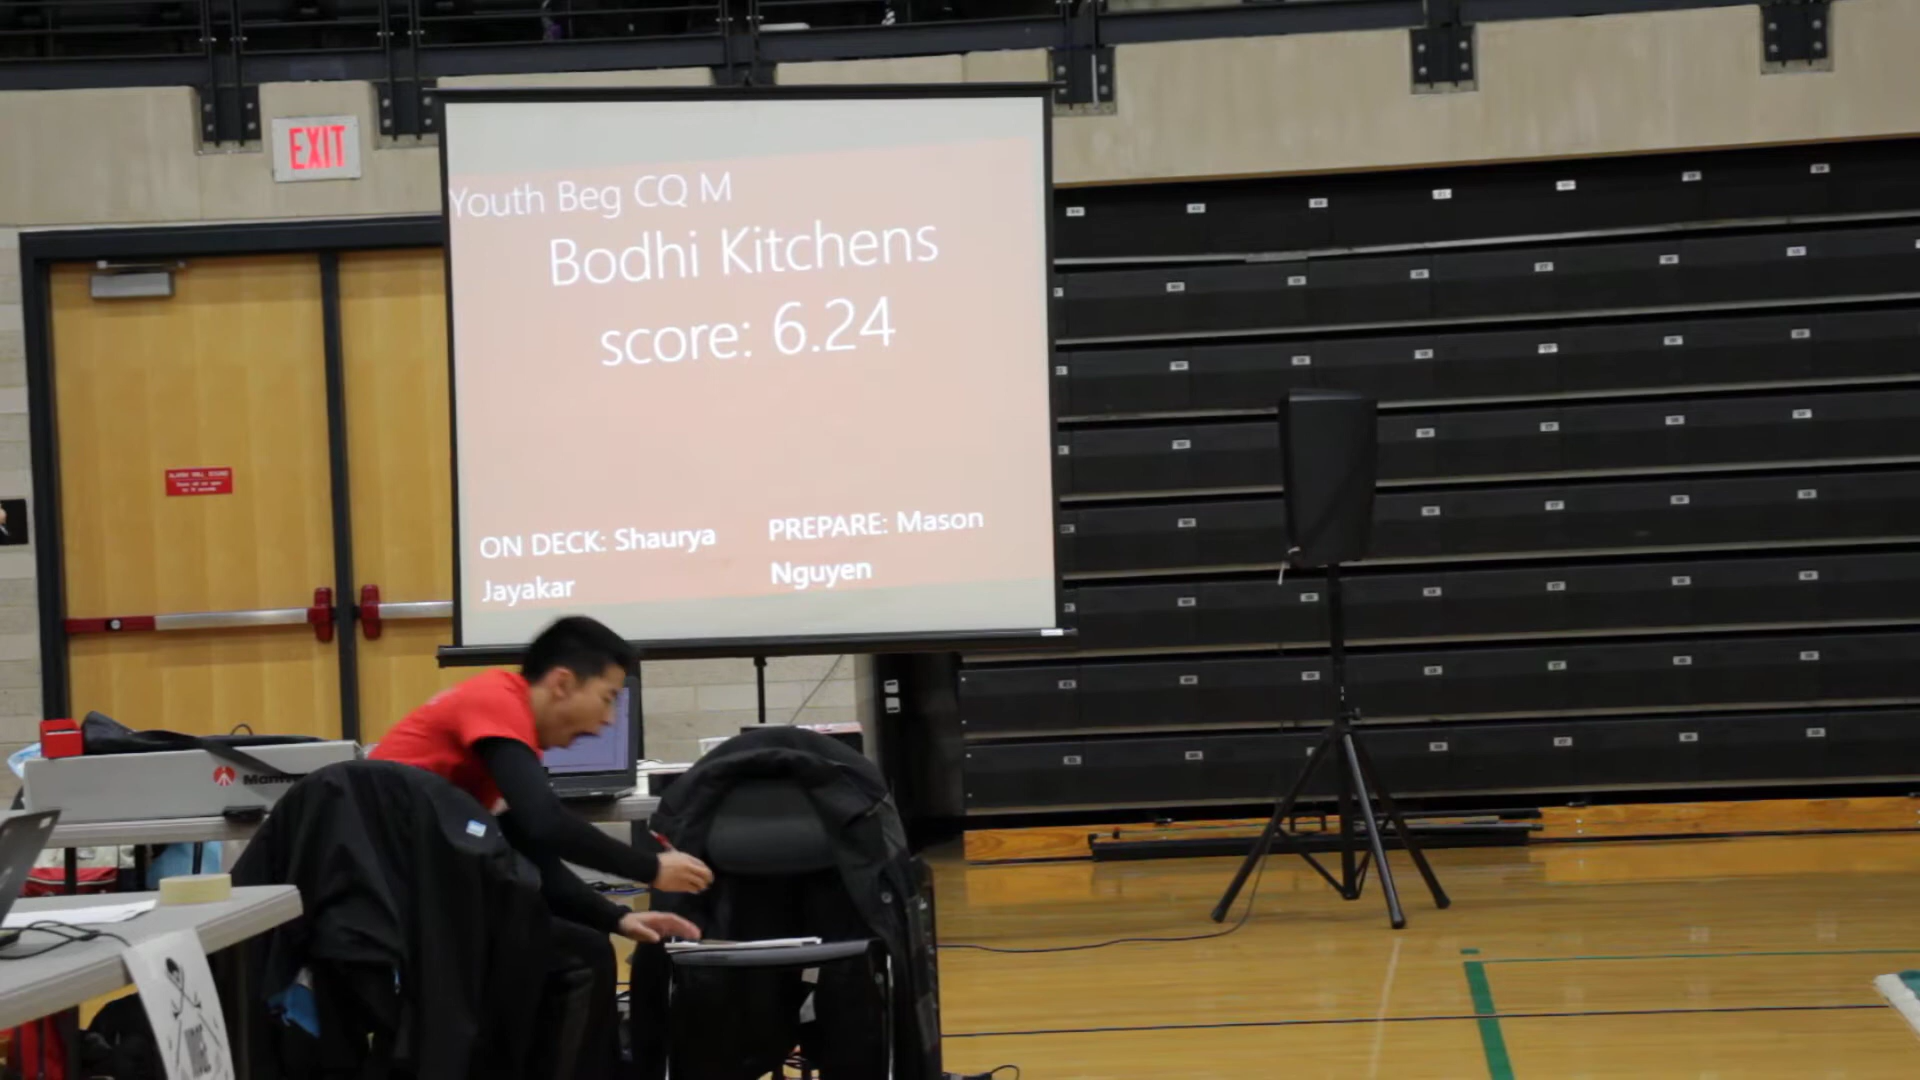 EXIT
Youth Beg CQ M
Bodhi Kitchens
score: 6.24
ON DECK: Shaurya
Jayakar
PREPARE: Mason
Nguyen